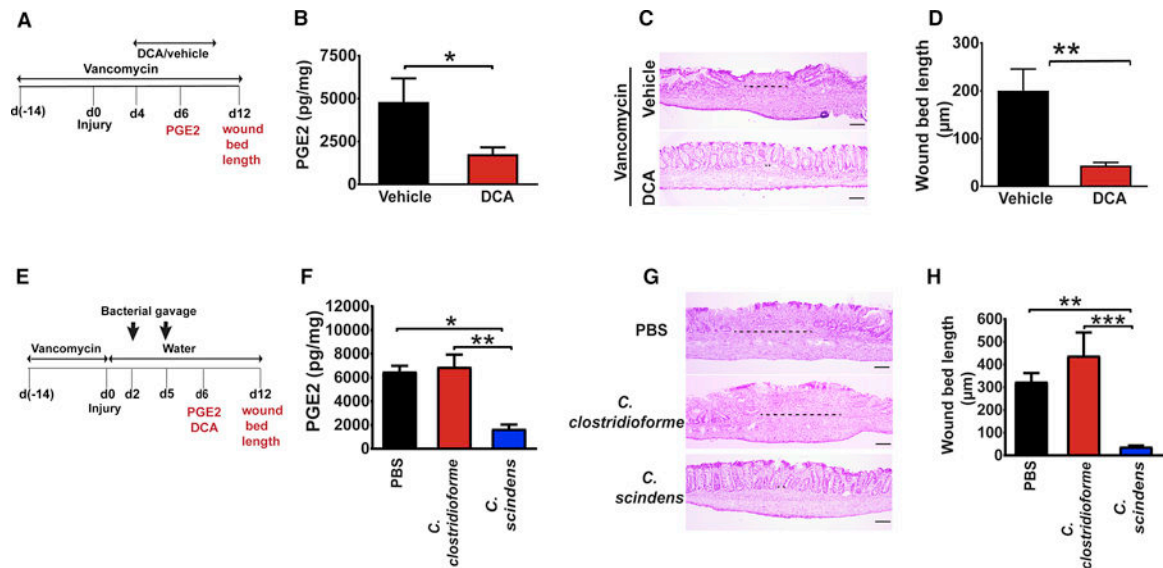 A
DCA/vehicle
Vancomycin
d(-14)
d0
d4
d6
d12
Injury
PGE2
wound
bed
length
B
PGE2 (pg/mg)
7500
5000
2500
0
*
Vehicle
DCA
C
Vancomycin
Vehicle
DCA
D
Wound bed length
(µm)
300
200
100
0
**
Vehicle
DCA
E
Bacterial gavage
Vancomycin
Water
d(-14)
d0
d2
d5
d6
d12
Injury
PGE2
DCA
wound
bed
length
F
PGE2 (pg/mg)
12000
10000
8000
6000
4000
2000
0
*
**
PBS
C.
clostridioforme
C.
scindens
G
PBS
C.
clostridioforme
C.
scindens
H
Wound bed length
(µm)
600
500
400
300
200
100
0
**
***
PBS
C.
clostridioforme
C.
scindens